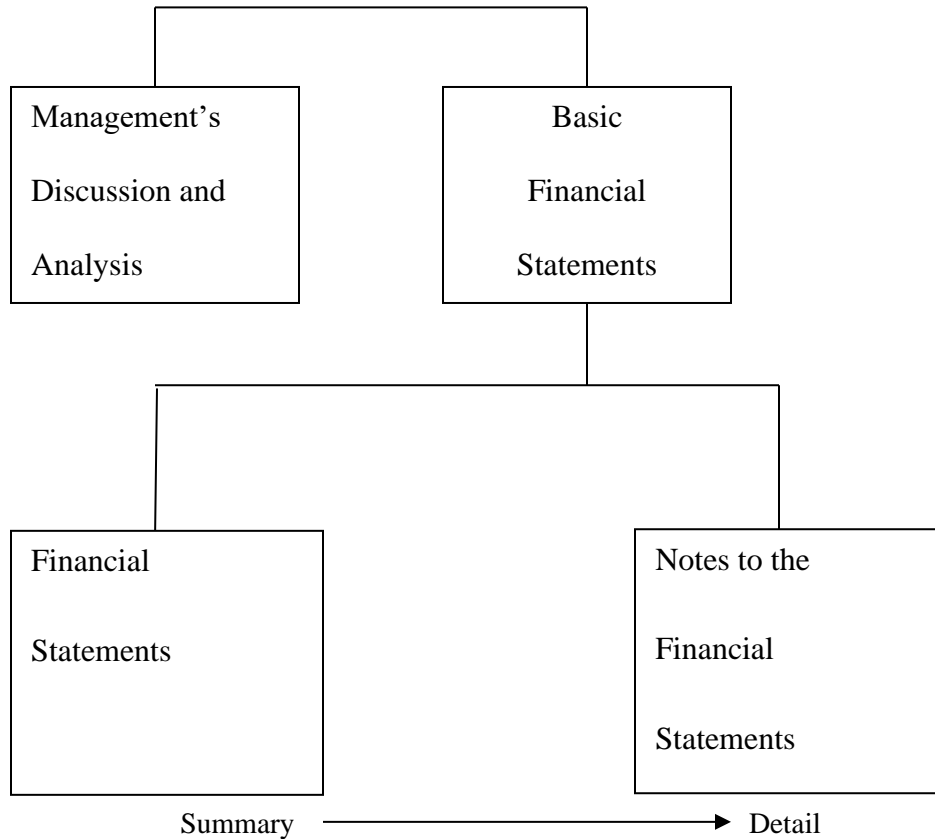 Management’s
Discussion and
Analysis
Basic
Financial
Statements
Financial
Statements
Notes to the
Financial
Statements
Summary
Detail